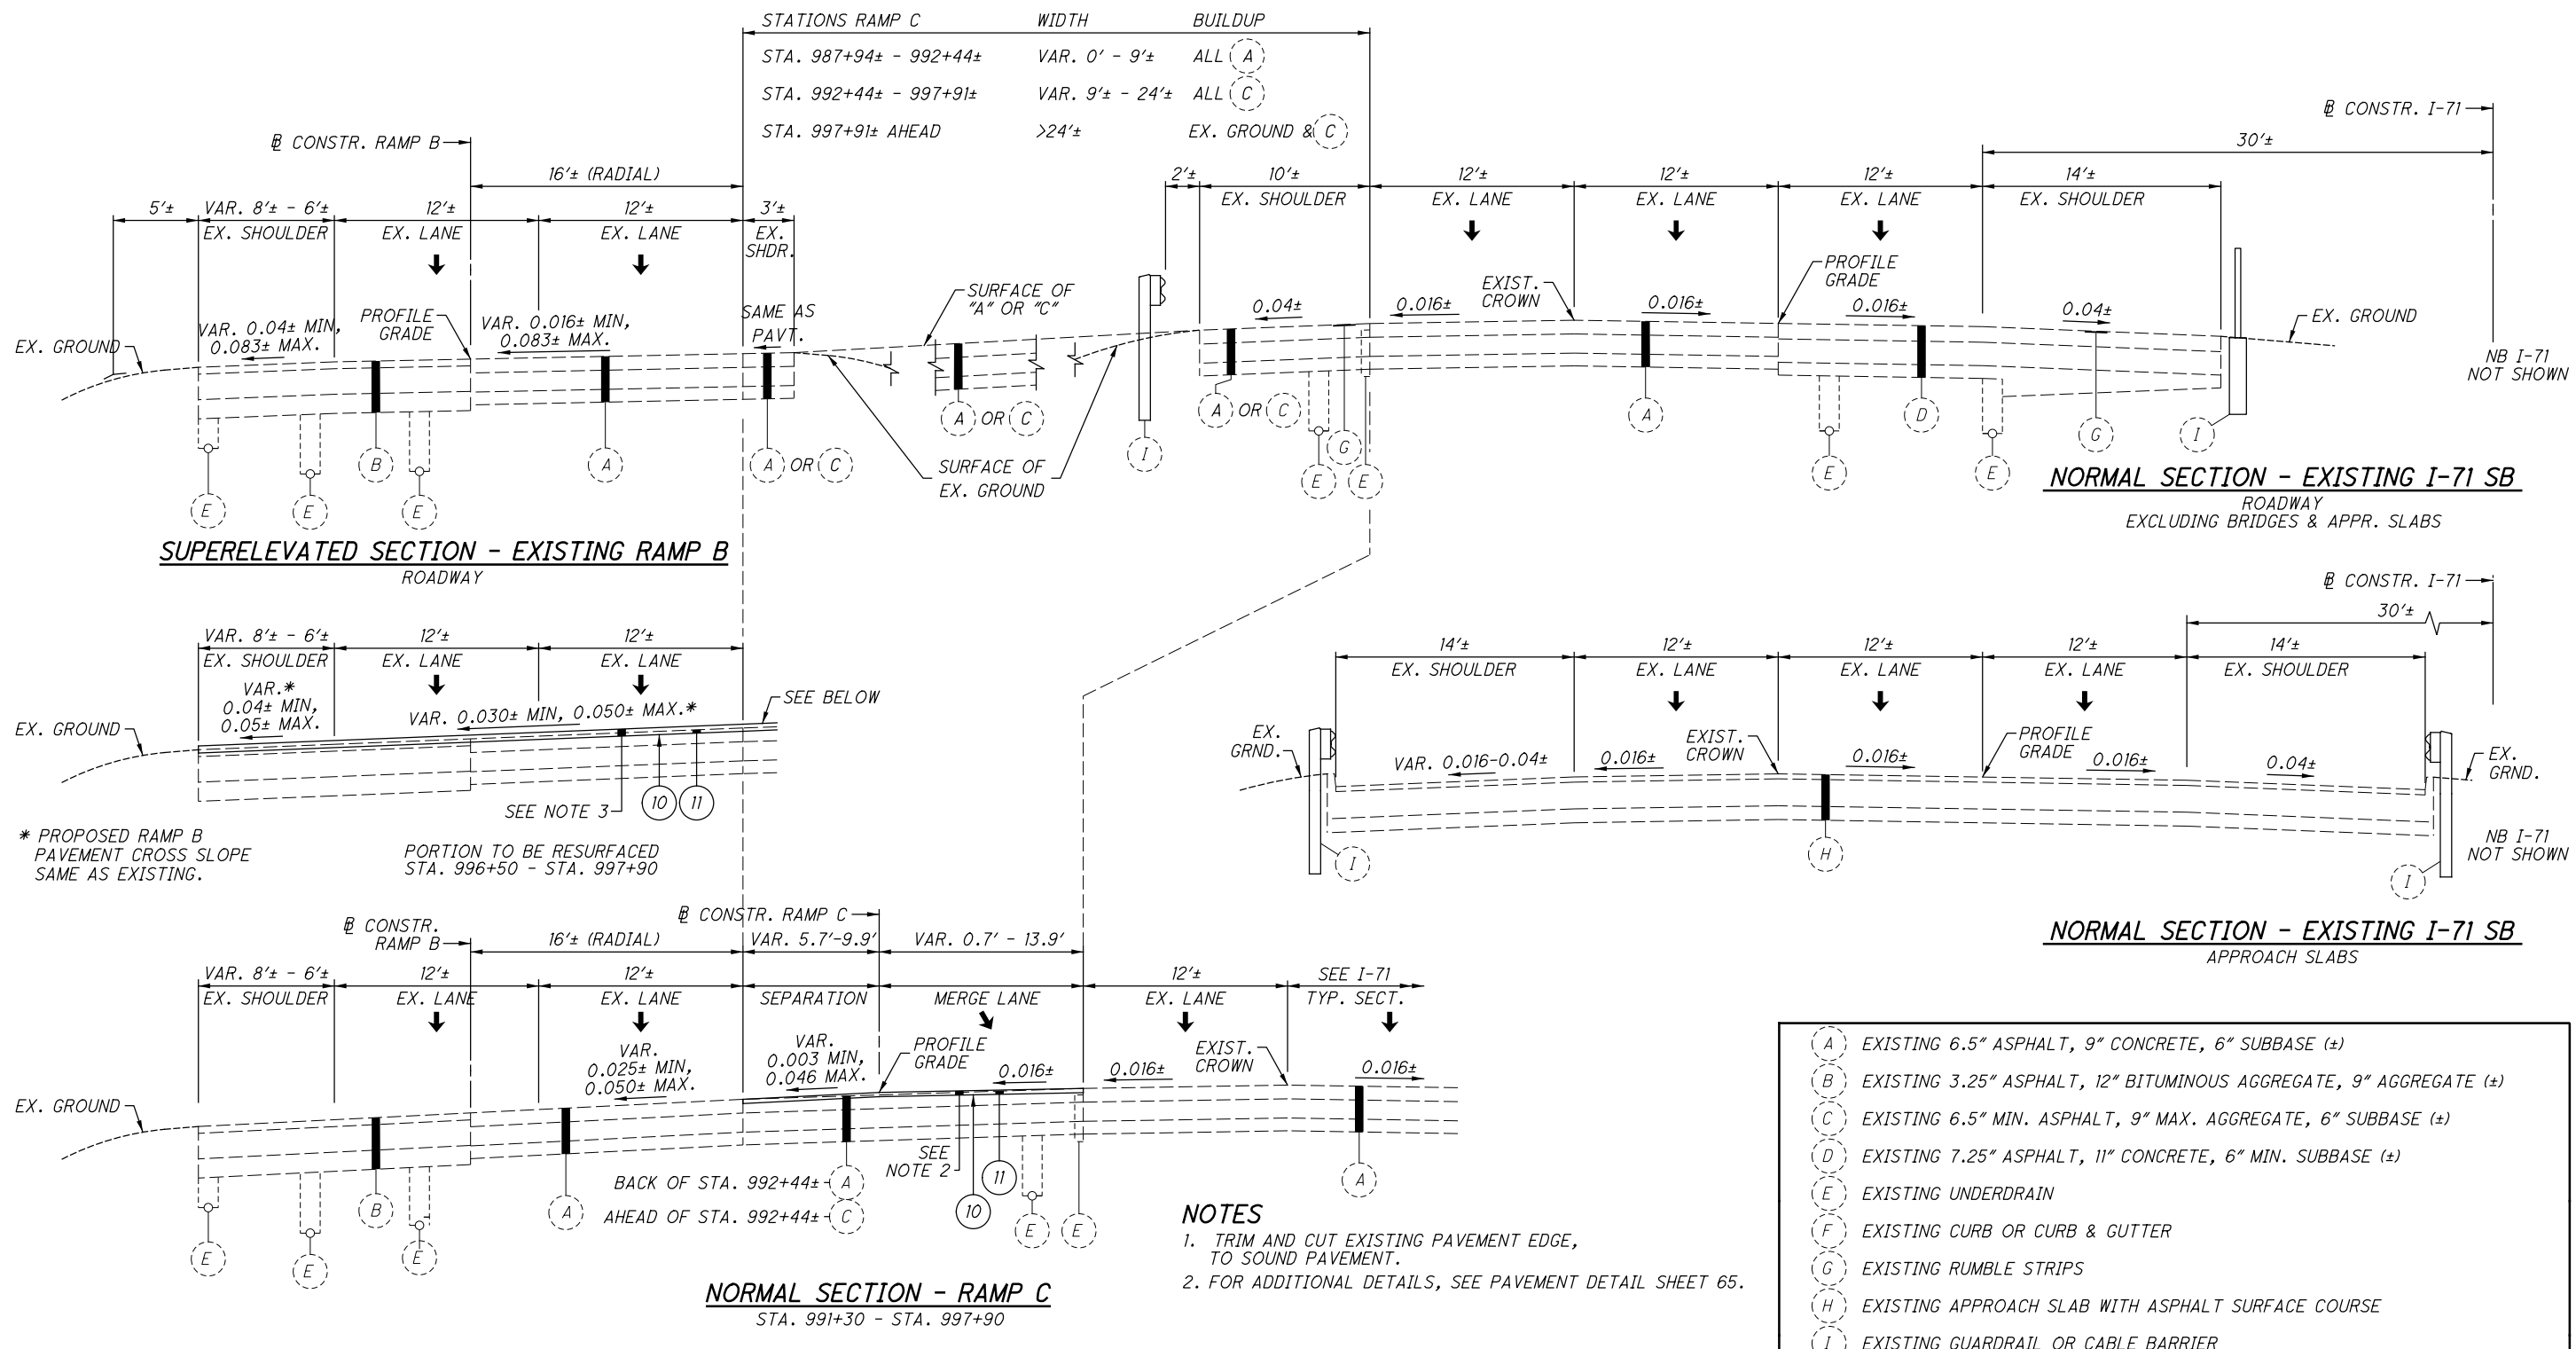 STATIONS RAMP C WIDTH BUILDUP
STA. 987+94± - 992+44± VAR. 0' - 9'± ALL A
STA. 992+44± - 997+91± VAR. 9'± - 24'± ALL C
STA. 997+91± AHEAD >24'± EX. GROUND & C
℄ CONSTR. RAMP B
℄ CONSTR. I-71
30'±
16'± (RADIAL)
2'± 10'± 12'± 12'± 12'± 14'±
EX. SHOULDER EX. LANE EX. LANE EX. LANE EX. SHOULDER
5'± VAR. 8'± - 6'± 12'± 12'± 3'±
EX. SHOULDER EX. LANE EX. LANE EX.
SHDR.
PROFILE
GRADE
EXIST.
CROWN
SURFACE OF
"A" OR "C"
0.04± 0.016± 0.016± 0.016± 0.04±
EX. GROUND
SAME AS
PAVT.
VAR. 0.04± MIN,
0.083± MAX.
PROFILE
GRADE
VAR. 0.016± MIN,
0.083± MAX.
EX. GROUND
NB I-71
NOT SHOWN
A OR C A OR C A D
I G G I
B A A OR C
SURFACE OF
EX. GROUND
E E E E
E E E
NORMAL SECTION - EXISTING I-71 SB
ROADWAY
EXCLUDING BRIDGES & APPR. SLABS
SUPERELEVATED SECTION - EXISTING RAMP B
ROADWAY
℄ CONSTR. I-71
30'±
VAR. 8'± - 6'± 12'± 12'±
EX. SHOULDER EX. LANE EX. LANE
14'± 12'± 12'± 12'± 14'±
EX. SHOULDER EX. LANE EX. LANE EX. LANE EX. SHOULDER
VAR.*
0.04± MIN,
0.05± MAX.
VAR. 0.030± MIN, 0.050± MAX.*
SEE BELOW
EX. GROUND
SEE NOTE 3 10 11
* PROPOSED RAMP B
PAVEMENT CROSS SLOPE
SAME AS EXISTING.
PORTION TO BE RESURFACED
STA. 996+50 - STA. 997+90
EX.
GRND.
VAR. 0.016-0.04± 0.016±
EXIST.
CROWN
0.016±
PROFILE
GRADE
0.016± 0.04±
EX.
GRND.
NB I-71
NOT SHOWN
I H I
NORMAL SECTION - EXISTING I-71 SB
APPROACH SLABS
℄ CONSTR. RAMP C
℄ CONSTR.
RAMP B
16'± (RADIAL) VAR. 5.7'-9.9' VAR. 0.7' - 13.9'
VAR. 8'± - 6'± 12'± 12'± 12'± SEE I-71
EX. SHOULDER EX. LANE EX. LANE SEPARATION MERGE LANE EX. LANE TYP. SECT.
VAR.
0.025± MIN,
0.050± MAX.
VAR.
0.003 MIN,
0.046 MAX.
PROFILE
GRADE
0.016± 0.016±
EXIST.
CROWN
0.016±
EX. GROUND
SEE
NOTE 2
10 11
BACK OF STA. 992+44± A
AHEAD OF STA. 992+44± C
B A E E A
E E E
NORMAL SECTION - RAMP C
STA. 991+30 - STA. 997+90
NOTES
1. TRIM AND CUT EXISTING PAVEMENT EDGE,
TO SOUND PAVEMENT.
2. FOR ADDITIONAL DETAILS, SEE PAVEMENT DETAIL SHEET 65.
A EXISTING 6.5" ASPHALT, 9" CONCRETE, 6" SUBBASE (±)
B EXISTING 3.25" ASPHALT, 12" BITUMINOUS AGGREGATE, 9" AGGREGATE (±)
C EXISTING 6.5" MIN. ASPHALT, 9" MAX. AGGREGATE, 6" SUBBASE (±)
D EXISTING 7.25" ASPHALT, 11" CONCRETE, 6" MIN. SUBBASE (±)
E EXISTING UNDERDRAIN
F EXISTING CURB OR CURB & GUTTER
G EXISTING RUMBLE STRIPS
H EXISTING APPROACH SLAB WITH ASPHALT SURFACE COURSE
I EXISTING GUARDRAIL OR CABLE BARRIER